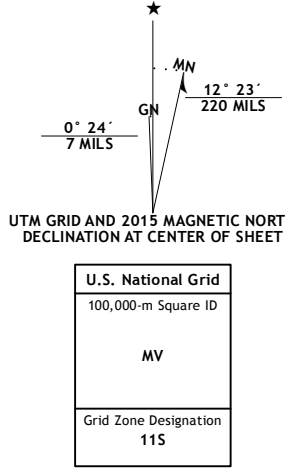 ★
MN
GN
12° 23´
220 MILS
0° 24´
7 MILS
UTM GRID AND 2015 MAGNETIC NORT
DECLINATION AT CENTER OF SHEET
U.S. National Grid
100,000-m Square ID
MV
Grid Zone Designation
11S